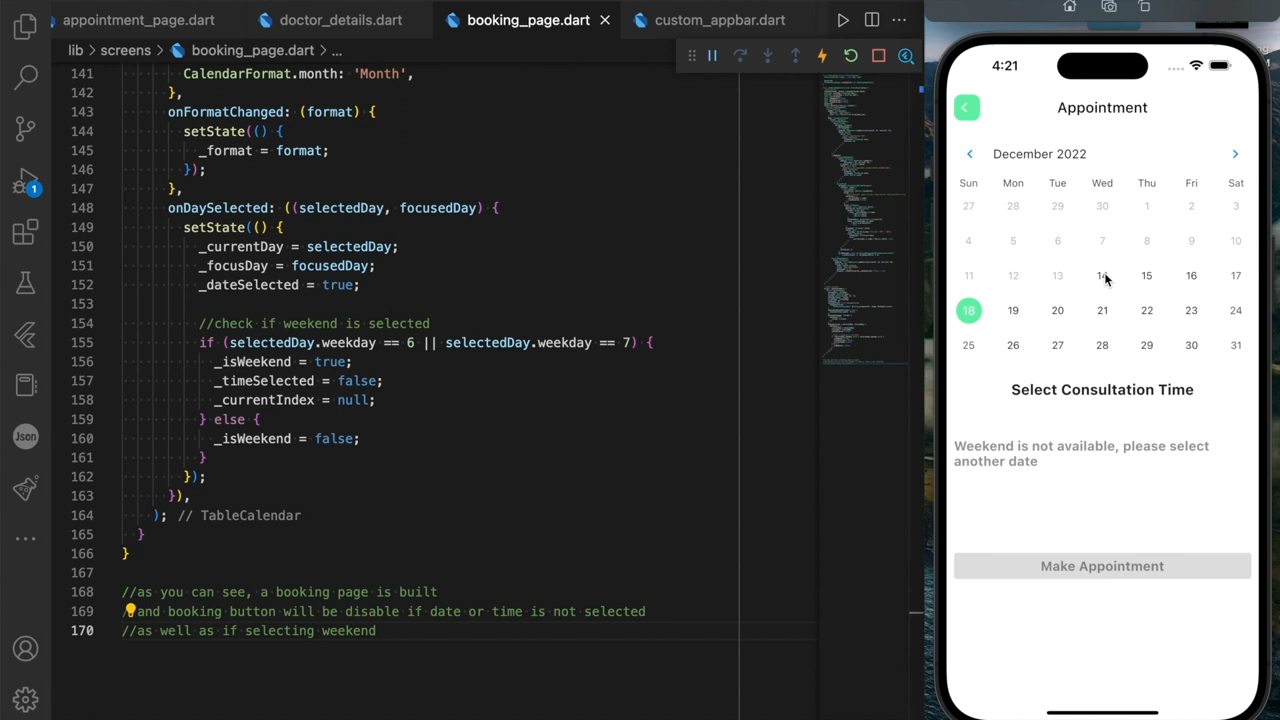 appointment_page.dart
doctor_details.dart
booking_page.dart
custom_appbar.dart
lib > screens > booking_page.dart > ...
141 CalendarFormat.month: 'Month',
142 },
143 onFormatChanged: (format) {
144 setState(() {
145 _format = format;
146 });
147 },
148 onDaySelected: ((selectedDay, focusedDay) {
149 setState(() {
150 _currentDay = selectedDay;
151 _focusDay = focusedDay;
152 _dateSelected = true;
153
154 //check if weekend is selected
155 if (selectedDay.weekday == 6 || selectedDay.weekday == 7) {
156 _isWeekend = true;
157 _timeSelected = false;
158 _currentIndex = null;
159 } else {
160 _isWeekend = false;
161 }
162 });
163 }),
164 ); // TableCalendar
165 }
166 }
167
168 //as you can see, a booking page is built
169 and booking button will be disable if date or time is not selected
170 //as well as if selecting weekend
1
Json
4:21
Appointment
December 2022
Sun Mon Tue Wed Thu Fri Sat
27 28 29 30 1 2 3
4 5 6 7 8 9 10
11 12 13 14 15 16 17
18 19 20 21 22 23 24
25 26 27 28 29 30 31
Select Consultation Time
Weekend is not available, please select
another date
Make Appointment